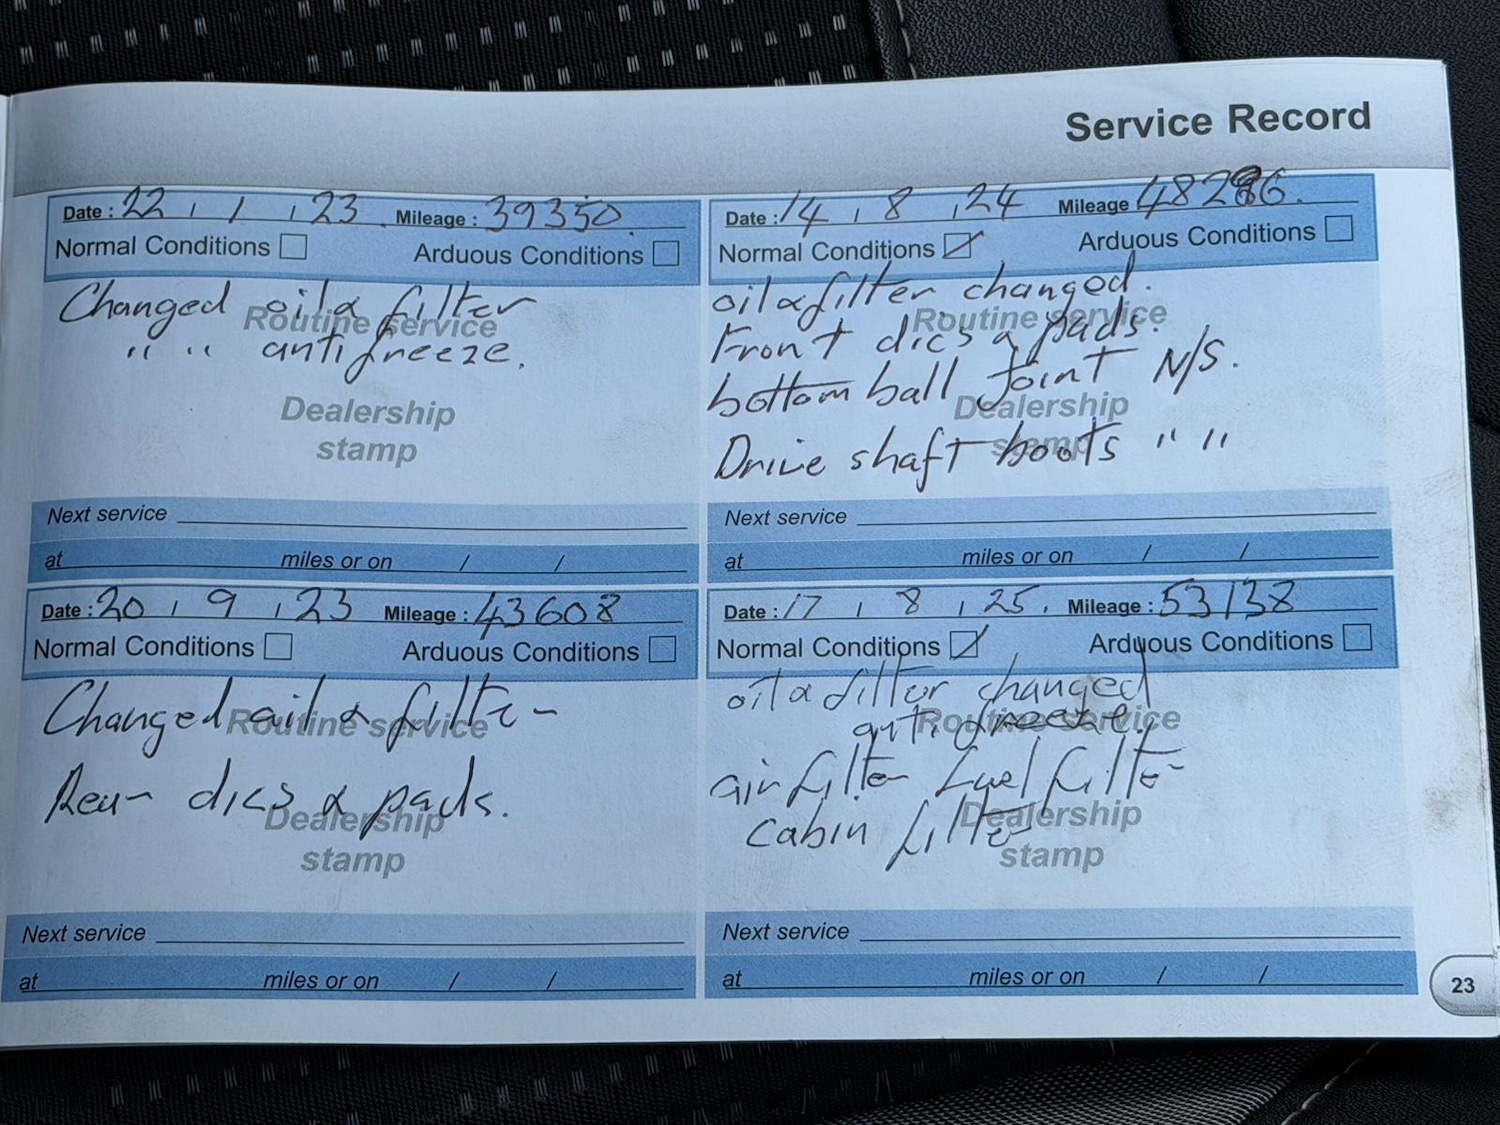 Service Record
Date : 22 / 1 / 23 Mileage : 39350.
Normal Conditions Arduous Conditions
Changed oil & filter
Routine service
" " antifreeze.
Dealership
stamp
Next service
at miles or on / /
Date : 20 / 9 / 23 Mileage : 43608
Normal Conditions Arduous Conditions
Changed oil & filter
Routine service
Rear dics & pads.
Dealership
stamp
Next service
at miles or on / /
Date : 14 / 8 / 24 Mileage 48286.
Normal Conditions Arduous Conditions
oil & filter changed.
Routine service
Front dics & pads.
bottom ball joint N/S.
Dealership
stamp
Drive shaft boots " "
Next service
at miles or on / /
Date : 17 / 8 / 25. Mileage : 53138
Normal Conditions Arduous Conditions
oil & filter changed
Routine service
antifreeze.
air filter fuel filter
Dealership
cabin filter
stamp
Next service
at miles or on / /
23